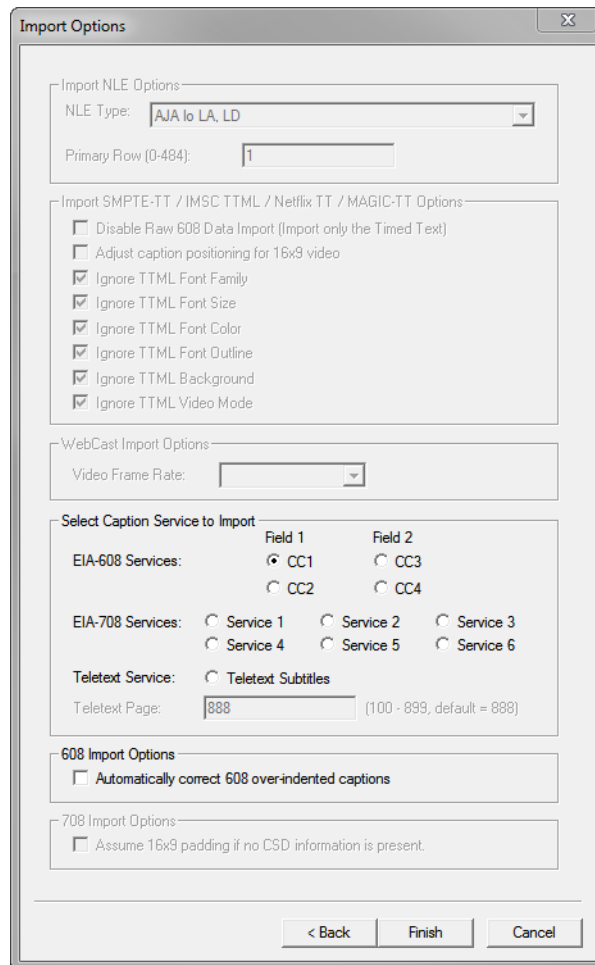 Import Options
Import NLE Options
NLE Type: AJA Io LA, LD
Primary Row (0-484): 1
Import SMPTE-TT / IMSC TTML / Netflix TT / MAGIC-TT Options
Disable Raw 608 Data Import (Import only the Timed Text)
Adjust caption positioning for 16x9 video
Ignore TTML Font Family
Ignore TTML Font Size
Ignore TTML Font Color
Ignore TTML Font Outline
Ignore TTML Background
Ignore TTML Video Mode
WebCast Import Options
Video Frame Rate:
Select Caption Service to Import
Field 1 Field 2
EIA-608 Services: CC1 CC3
CC2 CC4
EIA-708 Services: Service 1 Service 2 Service 3
Service 4 Service 5 Service 6
Teletext Service: Teletext Subtitles
Teletext Page: 888 (100 - 899, default = 888)
608 Import Options
Automatically correct 608 over-indented captions
708 Import Options
Assume 16x9 padding if no CSD information is present.
< Back Finish Cancel